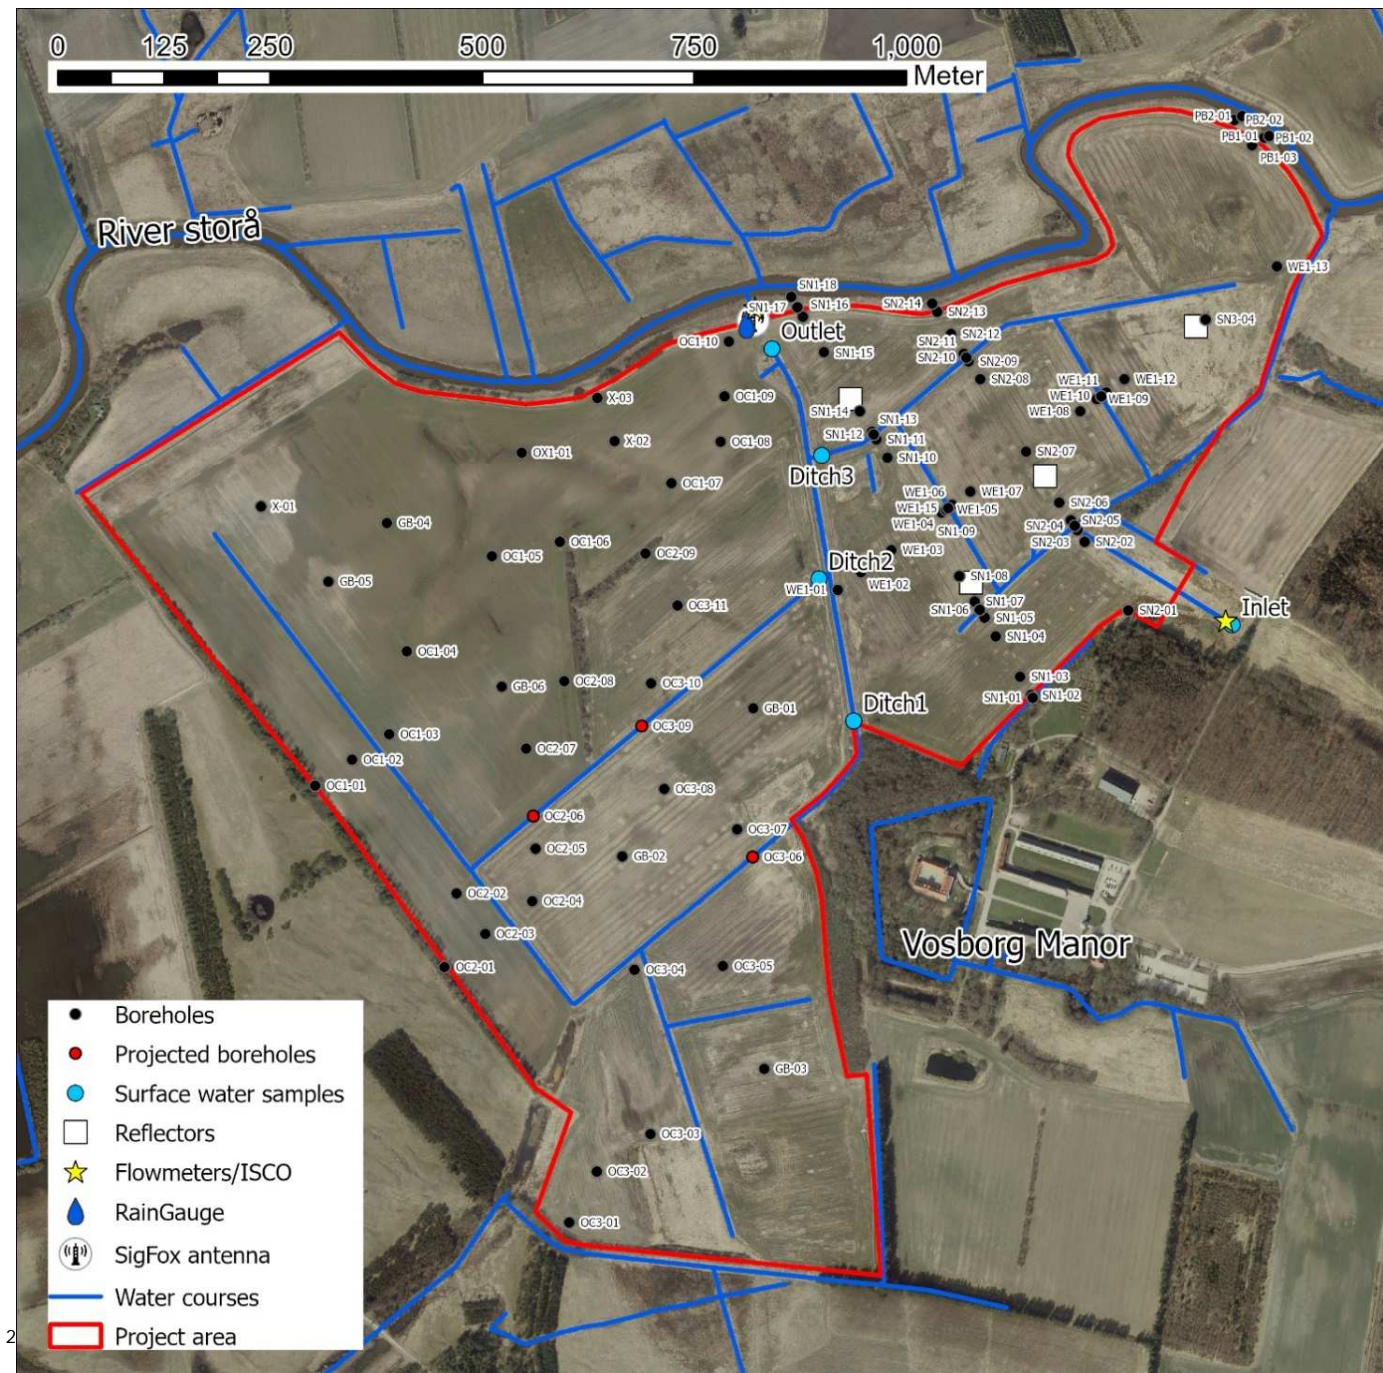 0 125 250 500 750 1,000
Meter
PB2-01 PB2-02
PB1-01 PB1-02
PB1-03
River storå
WE1-13
SN1-18
SN1-17 SN1-16 SN2-14
SN2-13
SN3-04
Outlet
OC1-10
SN2-12
SN2-11
SN1-15
SN2-10 SN2-09
SN2-08
WE1-11 WE1-12
WE1-10 WE1-09
X-03
OC1-09
SN1-14
WE1-08
SN1-13
SN1-12 SN1-11
X-02
OC1-08
OX1-01
SN2-07
SN1-10
Ditch3
OC1-07
WE1-06 WE1-07
SN2-06
X-01
WE1-15 WE1-05
GB-04
WE1-04
SN1-09
SN2-05
SN2-04
SN2-03 SN2-02
OC1-06
OC1-05
OC2-09
WE1-03
Ditch2
GB-05
WE1-02
SN1-08
WE1-01
OC3-11
SN1-07
SN1-06
SN1-05
SN2-01
Inlet
SN1-04
OC1-04
SN1-03
OC2-08
OC3-10
GB-06
SN1-01 SN1-02
Ditch1
GB-01
OC3-09
OC1-03
OC2-07
OC1-02
OC1-01
OC3-08
OC2-06
OC3-07
OC2-05
GB-02
OC3-06
OC2-02
OC2-04
OC2-03
Vosborg Manor
OC2-01
OC3-04
OC3-05
GB-03
OC3-03
OC3-02
OC3-01
Boreholes
Projected boreholes
Surface water samples
Reflectors
Flowmeters/ISCO
RainGauge
SigFox antenna
Water courses
Project area
2